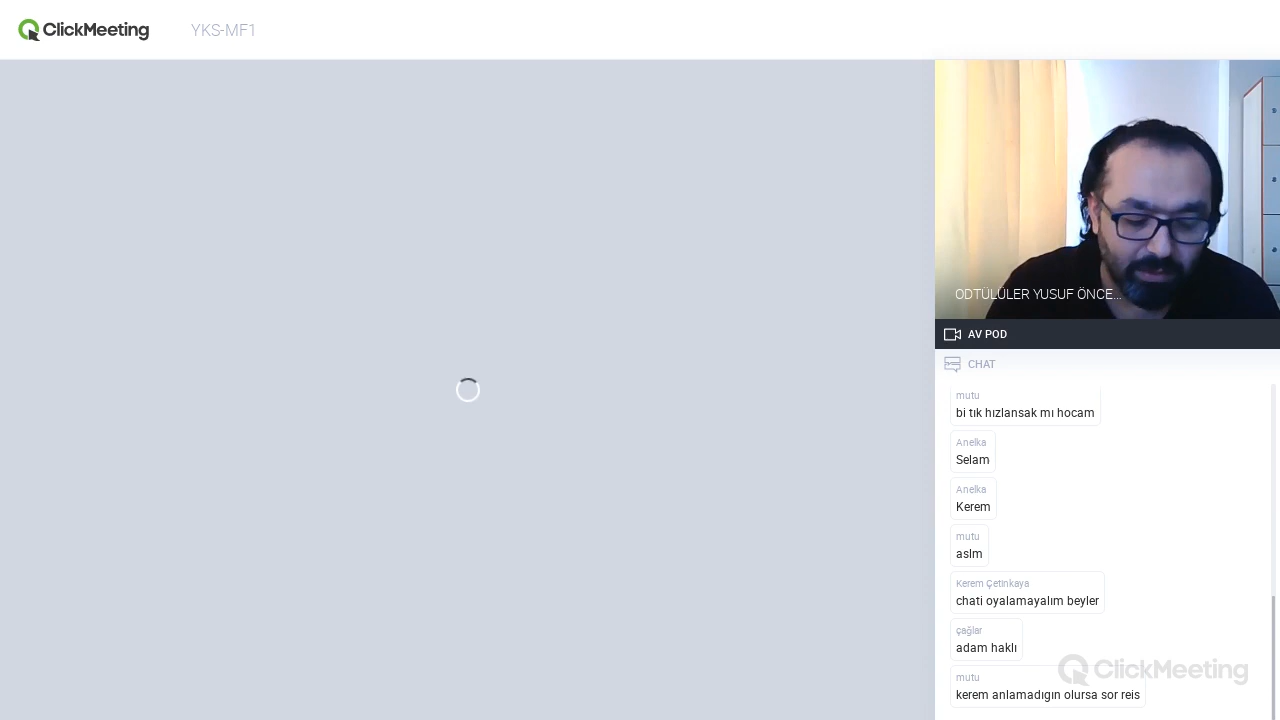 ClickMeeting
YKS-MF1
ODTÜLÜLER YUSUF ÖNCE...
AV POD
CHAT
mutu
bi tık hızlansak mı hocam
Anelka
Selam
Anelka
Kerem
mutu
aslm
Kerem Çetinkaya
chati oyalamayalım beyler
çağlar
adam haklı
ClickMeeting
mutu
kerem anlamadıgın olursa sor reis